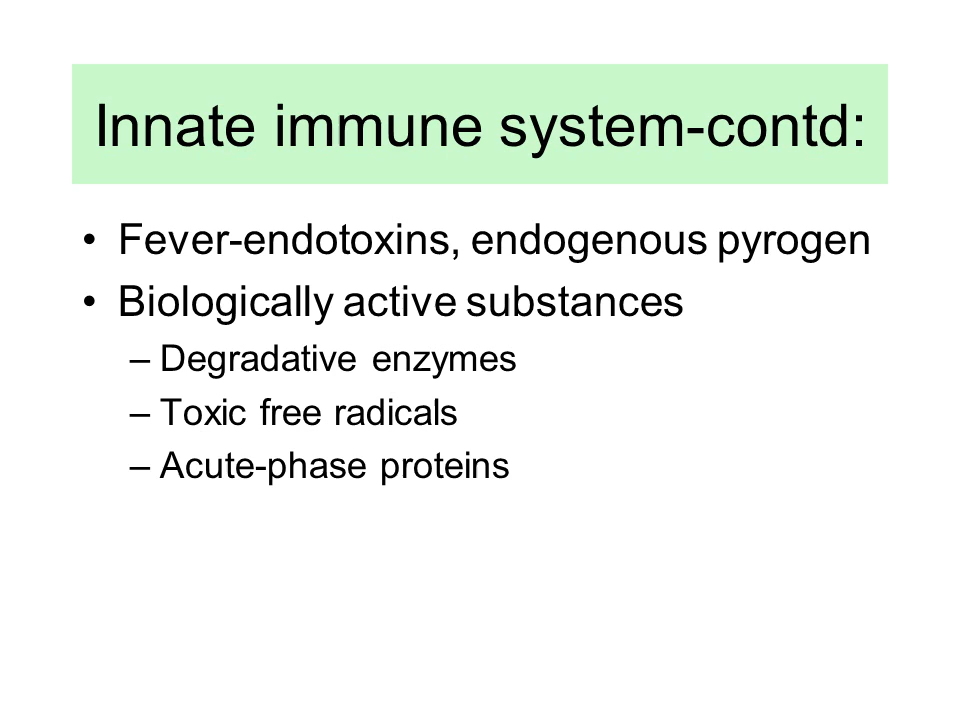 Innate immune system-contd:
• Fever-endotoxins, endogenous pyrogen
• Biologically active substances
– Degradative enzymes
– Toxic free radicals
– Acute-phase proteins